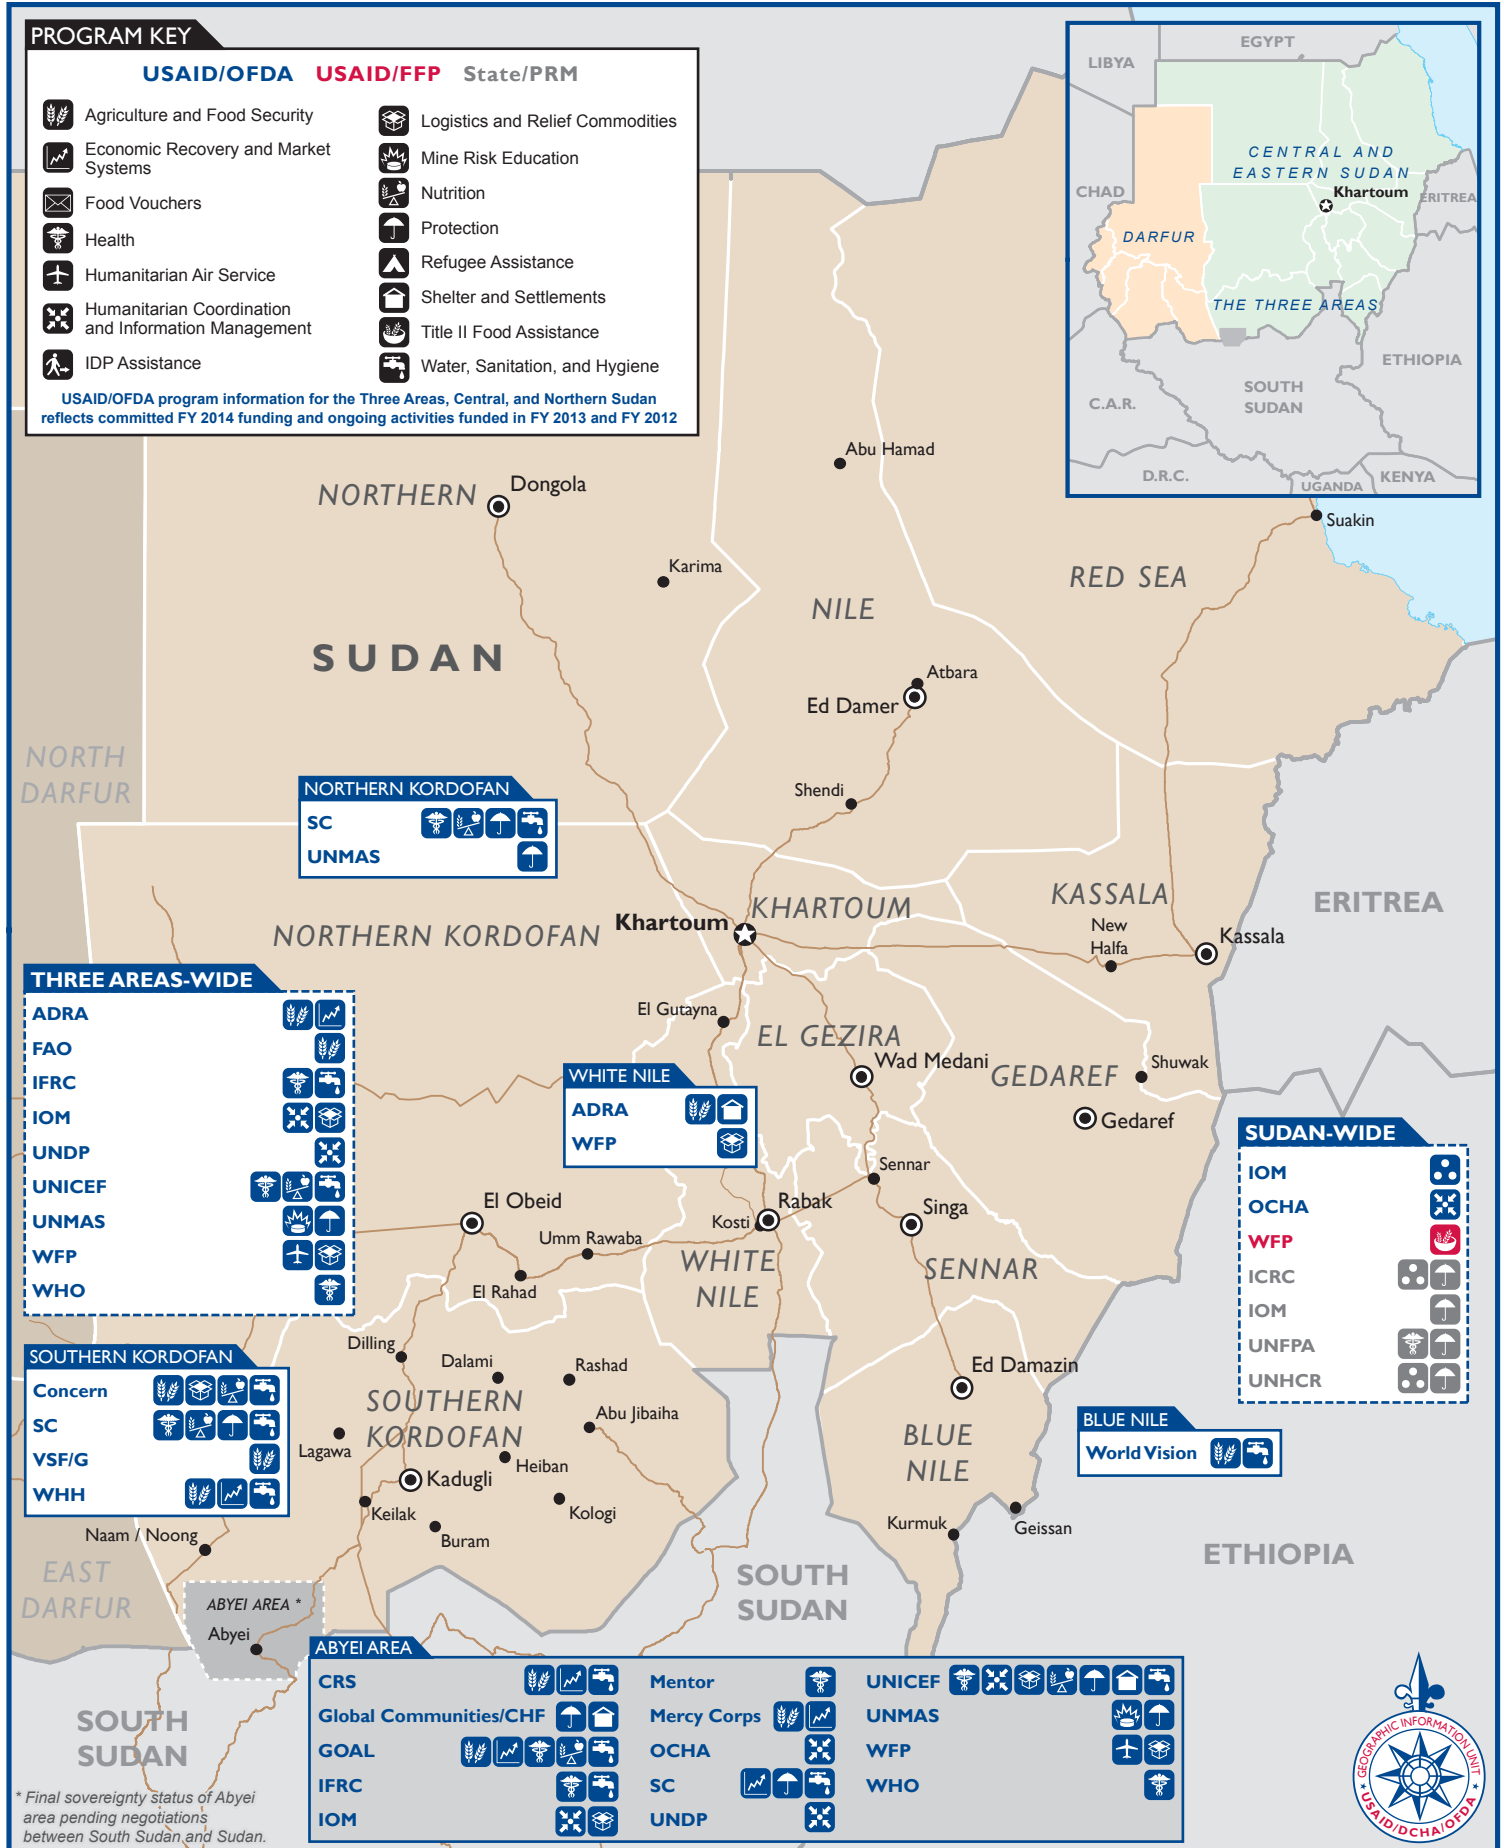 PROGRAM KEY
USAID/OFDA USAID/FFP State/PRM
Agriculture and Food Security
Economic Recovery and Market
Systems
Food Vouchers
Health
Humanitarian Air Service
Humanitarian Coordination
and Information Management
IDP Assistance
Logistics and Relief Commodities
Mine Risk Education
Nutrition
Protection
Refugee Assistance
Shelter and Settlements
Title II Food Assistance
Water, Sanitation, and Hygiene
USAID/OFDA program information for the Three Areas, Central, and Northern Sudan
reflects committed FY 2014 funding and ongoing activities funded in FY 2013 and FY 2012
EGYPT
LIBYA
CENTRAL AND
EASTERN SUDAN
CHAD
Khartoum
ERITREA
DARFUR
THE THREE AREAS
ETHIOPIA
SOUTH
SUDAN
C.A.R.
D.R.C.
UGANDA
KENYA
Abu Hamad
NORTHERN
Dongola
Suakin
Karima
RED SEA
NILE
SUDAN
Atbara
Ed Damer
NORTH
DARFUR
Shendi
NORTHERN KORDOFAN
SC
UNMAS
KHARTOUM
KASSALA
ERITREA
Khartoum
NORTHERN KORDOFAN
New
Halfa
Kassala
THREE AREAS-WIDE
ADRA
FAO
IFRC
IOM
UNDP
UNICEF
UNMAS
WFP
WHO
El Gutayna
EL GEZIRA
Wad Medani
GEDAREF
Shuwak
Gedaref
WHITE NILE
ADRA
WFP
SUDAN-WIDE
IOM
OCHA
WFP
ICRC
IOM
UNFPA
UNHCR
Sennar
El Obeid
Rabak
Kosti
Singa
Umm Rawaba
WHITE
NILE
SENNAR
El Rahad
Dilling
Dalami
Rashad
Ed Damazin
SOUTHERN KORDOFAN
Concern
SC
VSF/G
WHH
SOUTHERN
KORDOFAN
Abu Jibaiha
Lagawa
Heiban
Kadugli
Keilak
Kologi
Buram
BLUE
NILE
BLUE NILE
World Vision
Kurmuk
Geissan
Naam / Noong
EAST
DARFUR
SOUTH
SUDAN
ETHIOPIA
ABYEI AREA *
Abyei
ABYEI AREA
CRS
Global Communities/CHF
GOAL
IFRC
IOM
Mentor
Mercy Corps
OCHA
SC
UNDP
UNICEF
UNMAS
WFP
WHO
SOUTH
SUDAN
* Final sovereignty status of Abyei
area pending negotiations
between South Sudan and Sudan.
GEOGRAPHIC INFORMATION UNIT
USAID/DCHA/OFDA